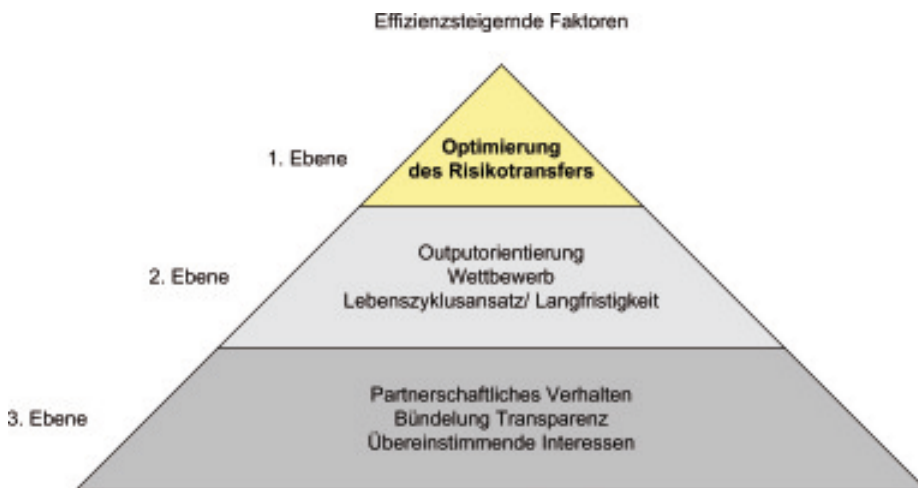 Effizienzsteigernde Faktoren
1. Ebene
Optimierung
des Risikotransfers
2. Ebene
Outputorientierung
Wettbewerb
Lebenszyklusansatz/ Langfristigkeit
3. Ebene
Partnerschaftliches Verhalten
Bündelung Transparenz
Übereinstimmende Interessen